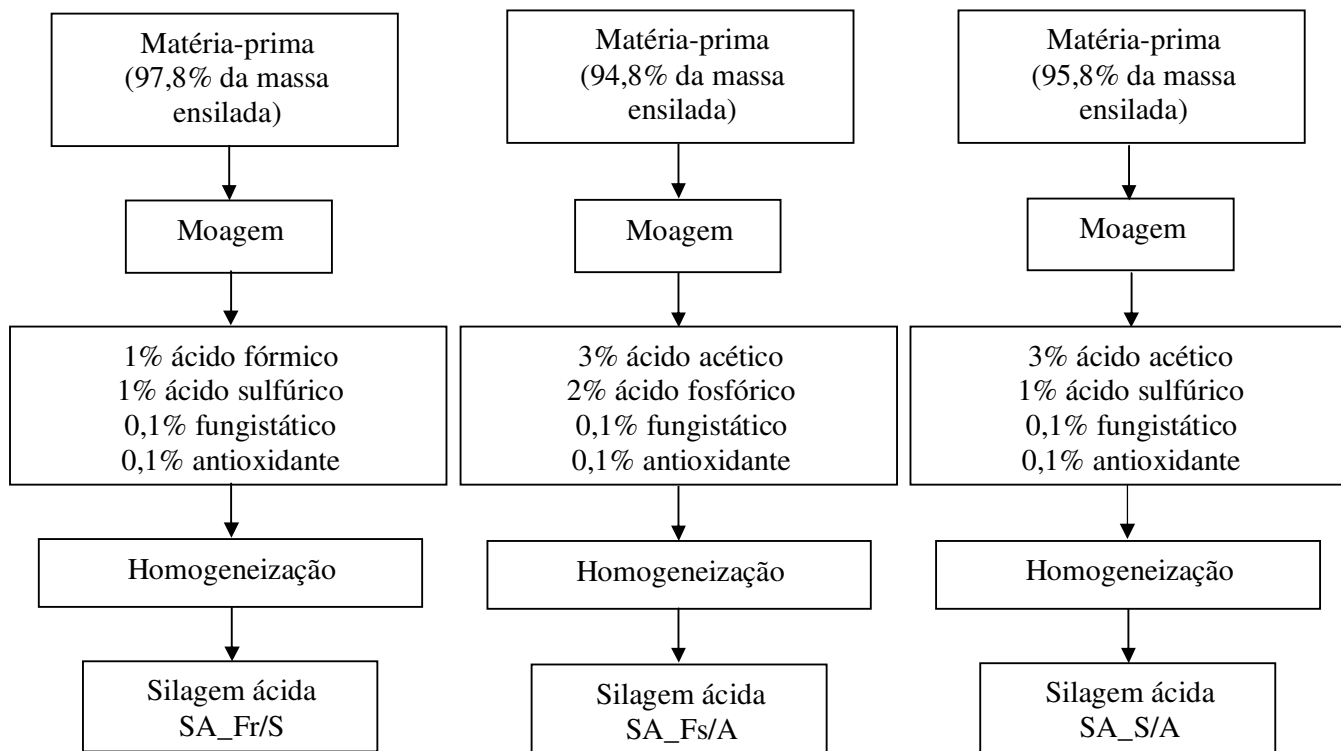 Matéria-prima
(97,8% da massa
ensilada)
Moagem
1% ácido fórmico
1% ácido sulfúrico
0,1% fungistático
0,1% antioxidante
Homogeneização
Silagem ácida
SA_Fr/S
Matéria-prima
(94,8% da massa
ensilada)
Moagem
3% ácido acético
2% ácido fosfórico
0,1% fungistático
0,1% antioxidante
Homogeneização
Silagem ácida
SA_Fs/A
Matéria-prima
(95,8% da massa
ensilada)
Moagem
3% ácido acético
1% ácido sulfúrico
0,1% fungistático
0,1% antioxidante
Homogeneização
Silagem ácida
SA_S/A